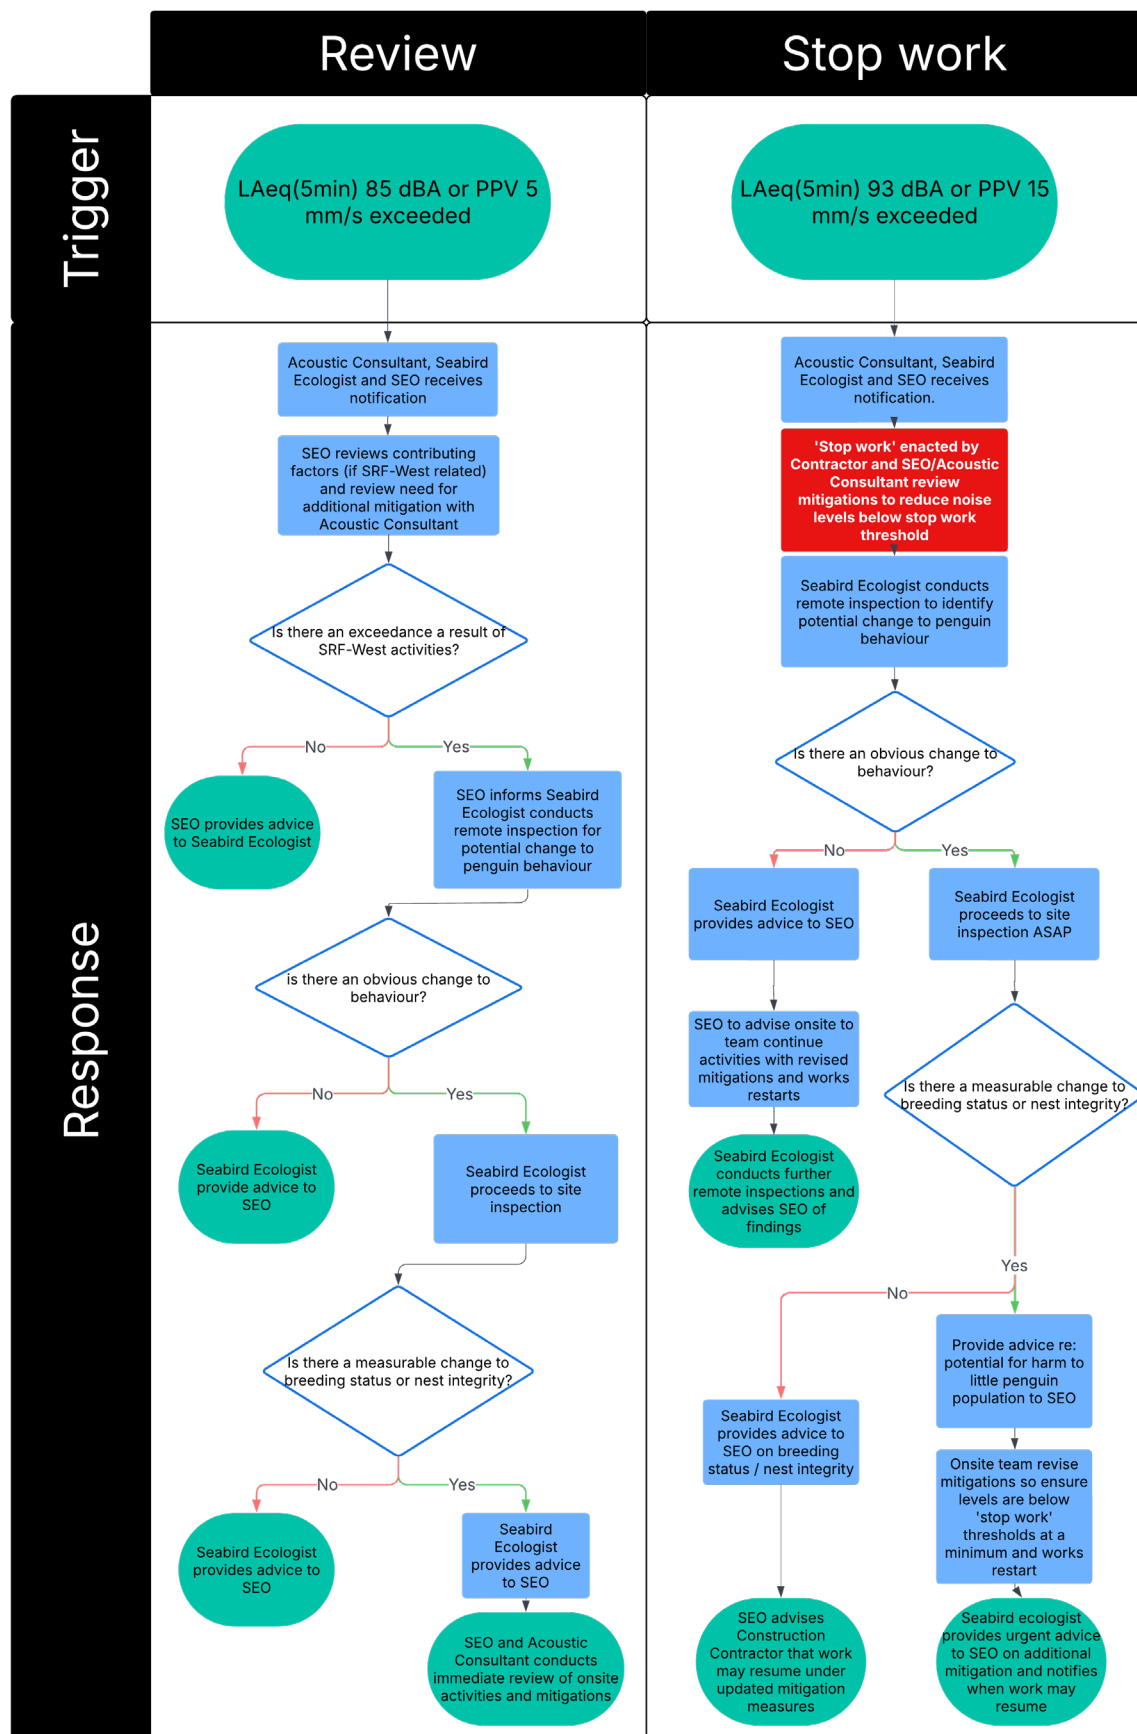 Review
Stop work
Trigger
LAeq(5min) 85 dBA or PPV 5
mm/s exceeded
LAeq(5min) 93 dBA or PPV 15
mm/s exceeded
Response
Acoustic Consultant, Seabird
Ecologist and SEO receives
notification
SEO reviews contributing
factors (if SRF-West related)
and review need for
additional mitigation with
Acoustic Consultant
Is there an exceedance a result of
SRF-West activities?
No
Yes
SEO provides advice
to Seabird Ecologist
SEO informs Seabird
Ecologist conducts
remote inspection for
potential change to
penguin behaviour
is there an obvious change to
behaviour?
No
Yes
Seabird Ecologist
provide advice to
SEO
Seabird Ecologist
proceeds to site
inspection
Is there a measurable change to
breeding status or nest integrity?
No
Yes
Seabird Ecologist
provides advice to
SEO
Seabird
Ecologist
provides advice
to SEO
SEO and Acoustic
Consultant conducts
immediate review of onsite
activities and mitigations
Acoustic Consultant, Seabird
Ecologist and SEO receives
notification.
'Stop work' enacted by
Contractor and SEO/Acoustic
Consultant review
mitigations to reduce noise
levels below stop work
threshold
Seabird Ecologist conducts
remote inspection to identify
potential change to penguin
behaviour
Is there an obvious change to
behaviour?
No
Yes
Seabird Ecologist
provides advice to SEO
Seabird Ecologist
proceeds to site
inspection ASAP
SEO to advise onsite to
team continue
activities with revised
mitigations and works
restarts
Is there a measurable change to
breeding status or nest integrity?
Seabird Ecologist
conducts further
remote inspections and
advises SEO of
findings
Yes
No
Provide advice re:
potential for harm to
little penguin
population to SEO
Seabird Ecologist
provides advice to
SEO on breeding
status / nest integrity
Onsite team revise
mitigations so ensure
levels are below
'stop work'
thresholds at a
minimum and works
restart
SEO advises
Construction
Contractor that work
may resume under
updated mitigation
measures
Seabird ecologist
provides urgent advice
to SEO on additional
mitigation and notifies
when work may
resume